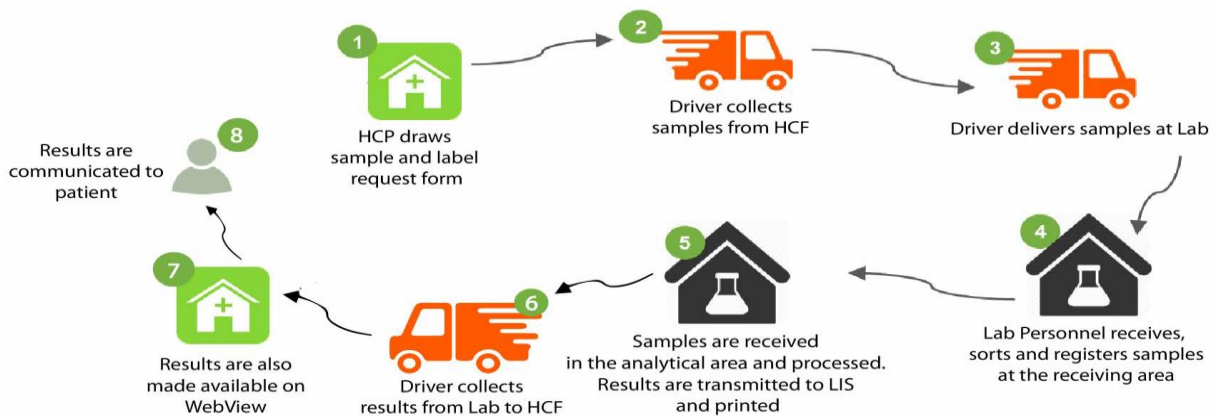 1
HCP draws
sample and label
request form
2
Driver collects
samples from HCF
3
Driver delivers samples at Lab
4
Lab Personnel receives,
sorts and registers samples
at the receiving area
5
Samples are received
in the analytical area and processed.
Results are transmitted to LIS
and printed
6
Driver collects
results from Lab to HCF
7
Results are also
made available on
WebView
8
Results are
communicated to
patient